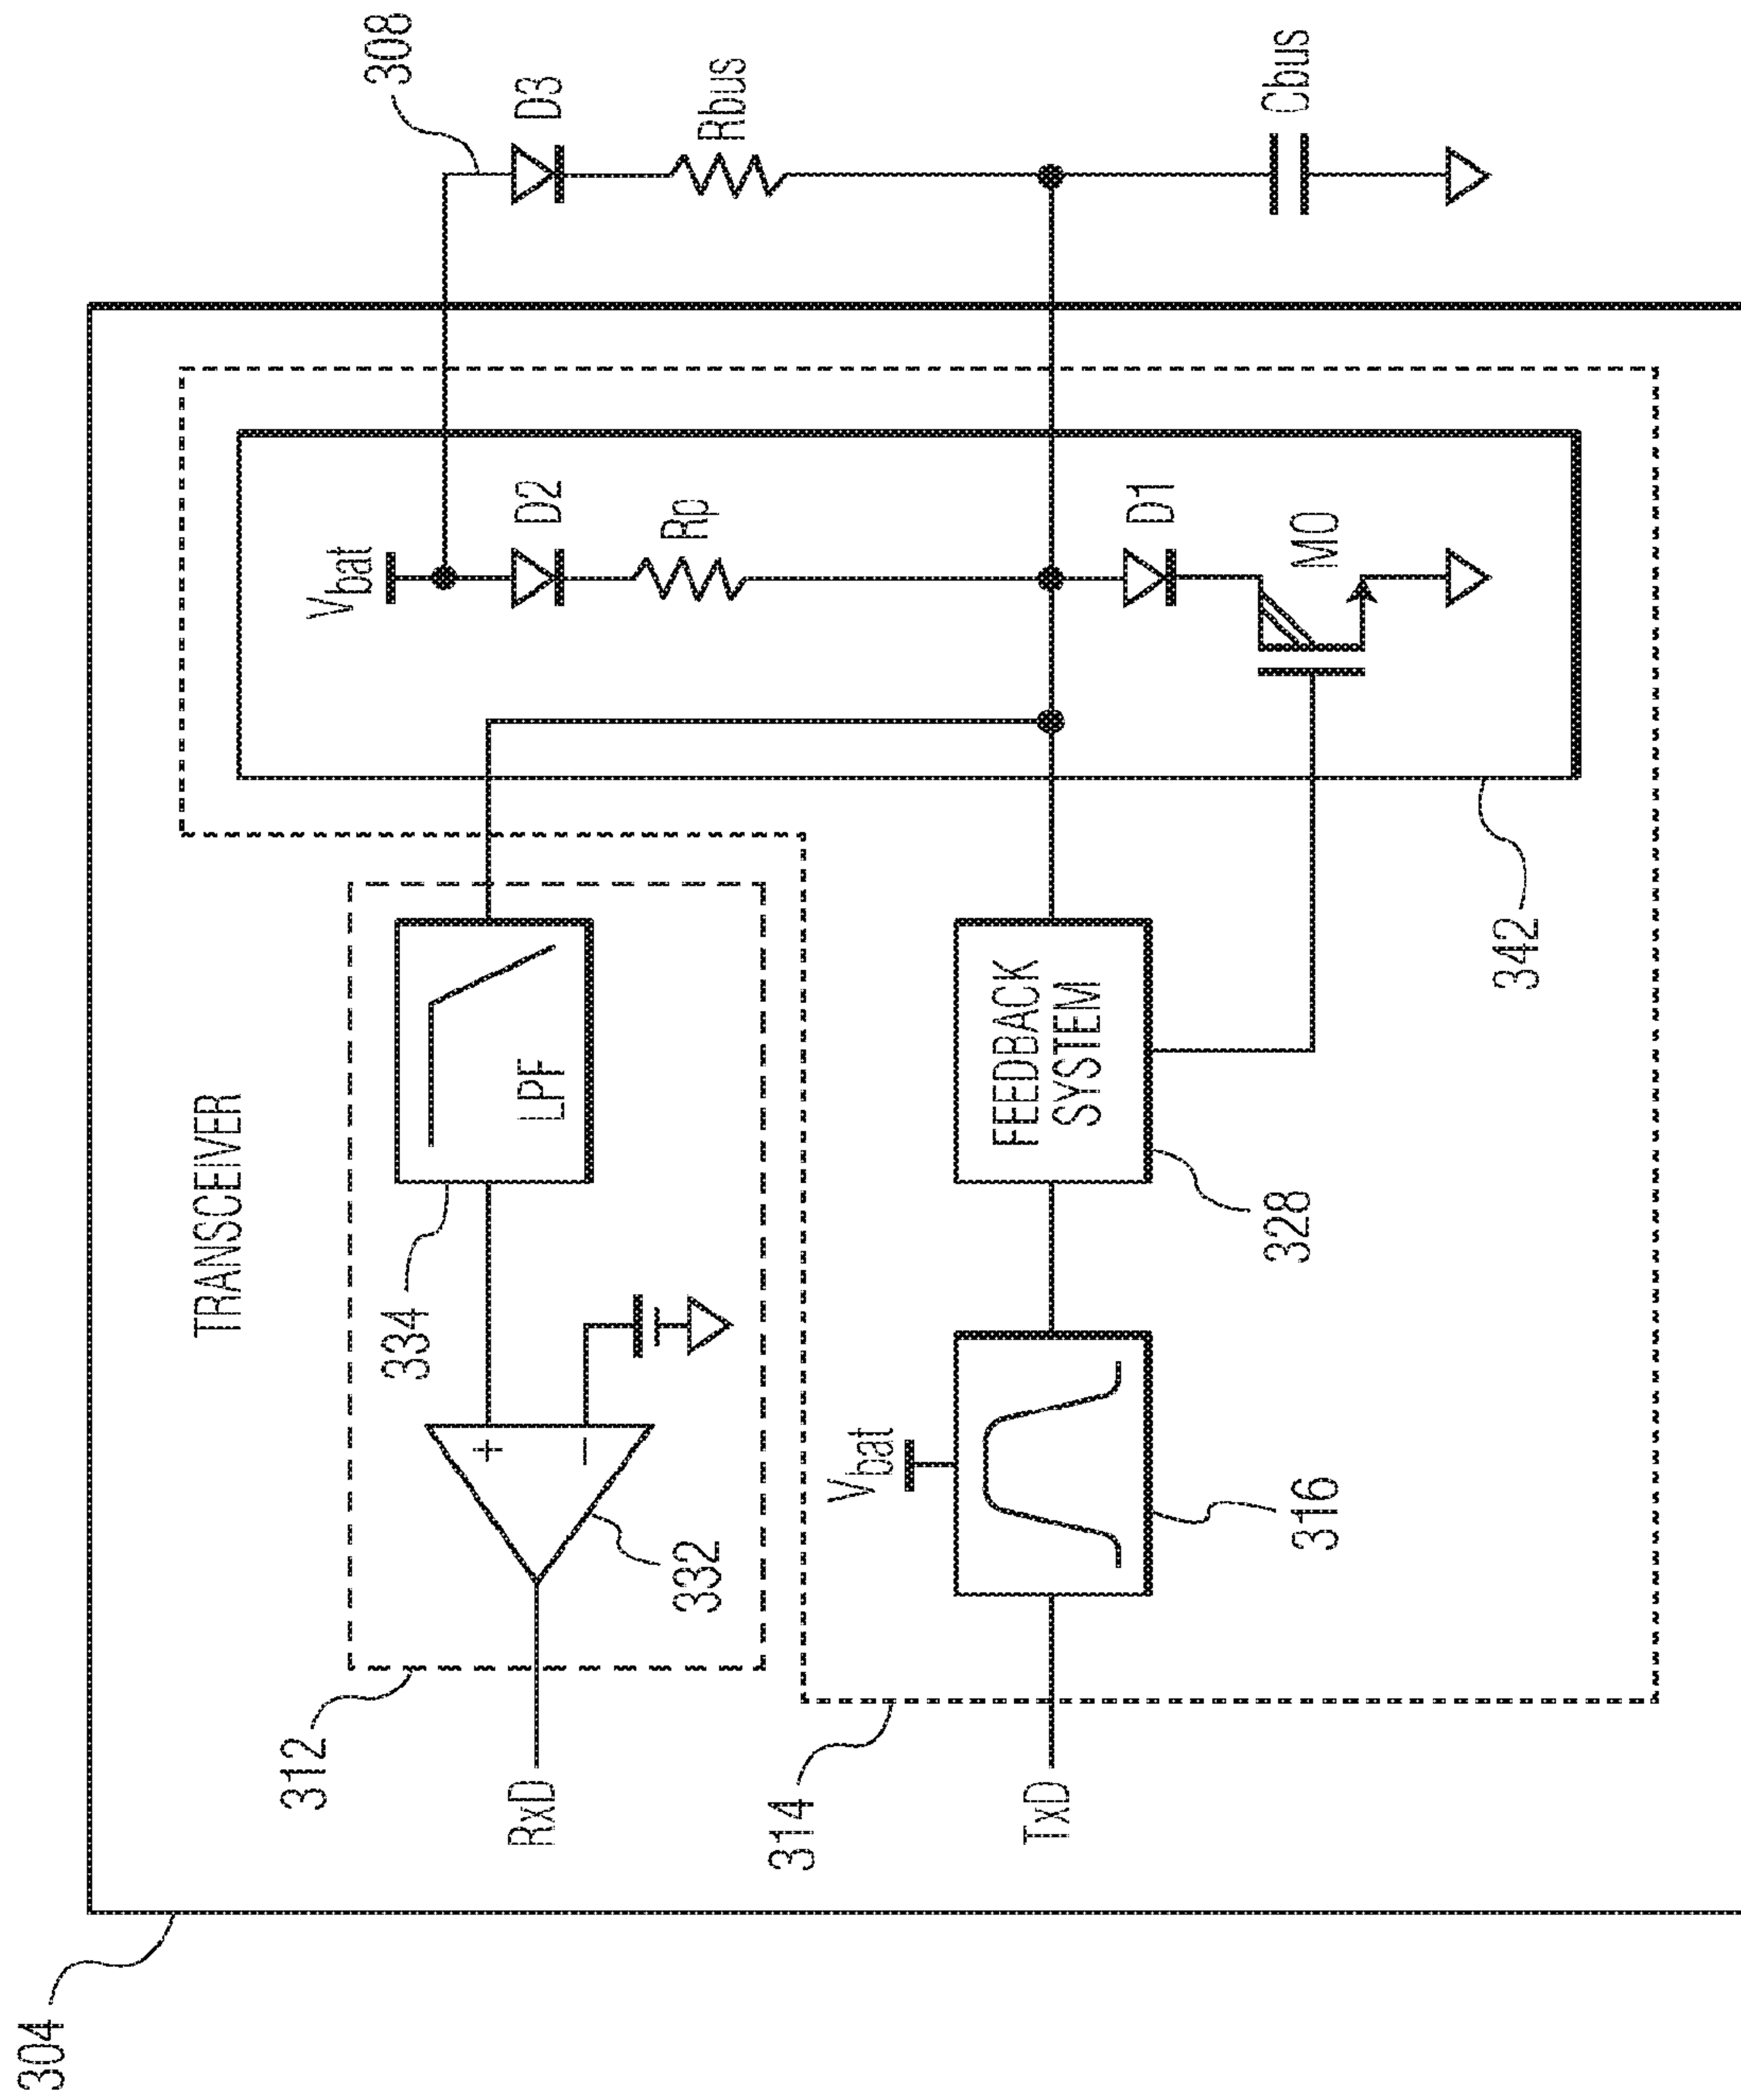 304
TRANSCEIVER
308
D3
Rbus
Cbus
Vbat
D2
Rp
D1
MO
334
LPF
332
+
−
312
RxD
Vbat
FEEDBACK
SYSTEM
328
316
342
314
TxD